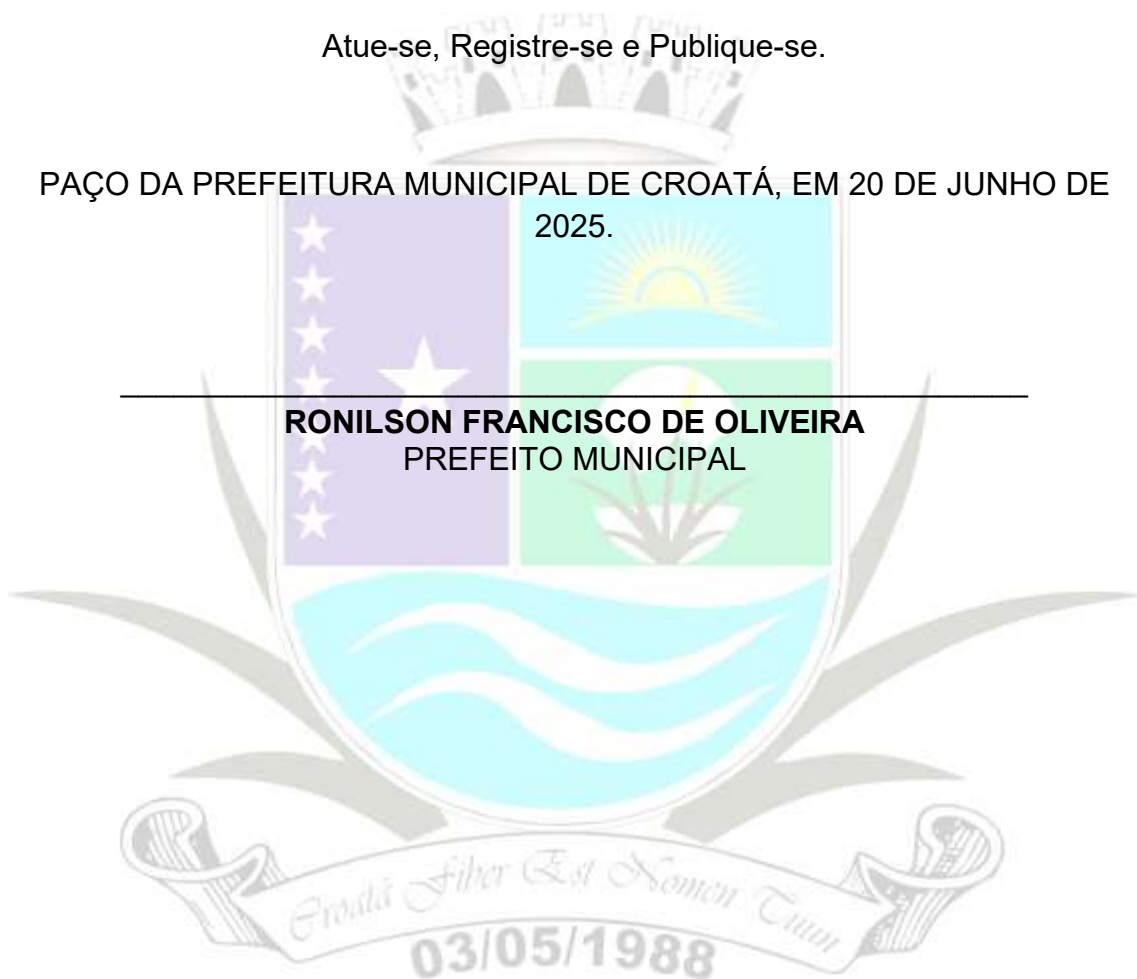 Atue-se, Registre-se e Publique-se.
PAÇO DA PREFEITURA MUNICIPAL DE CROATÁ, EM 20 DE JUNHO DE
2025.
RONILSON FRANCISCO DE OLIVEIRA
PREFEITO MUNICIPAL
Croatá Fiber Est Nomen Tuum
03/05/1988